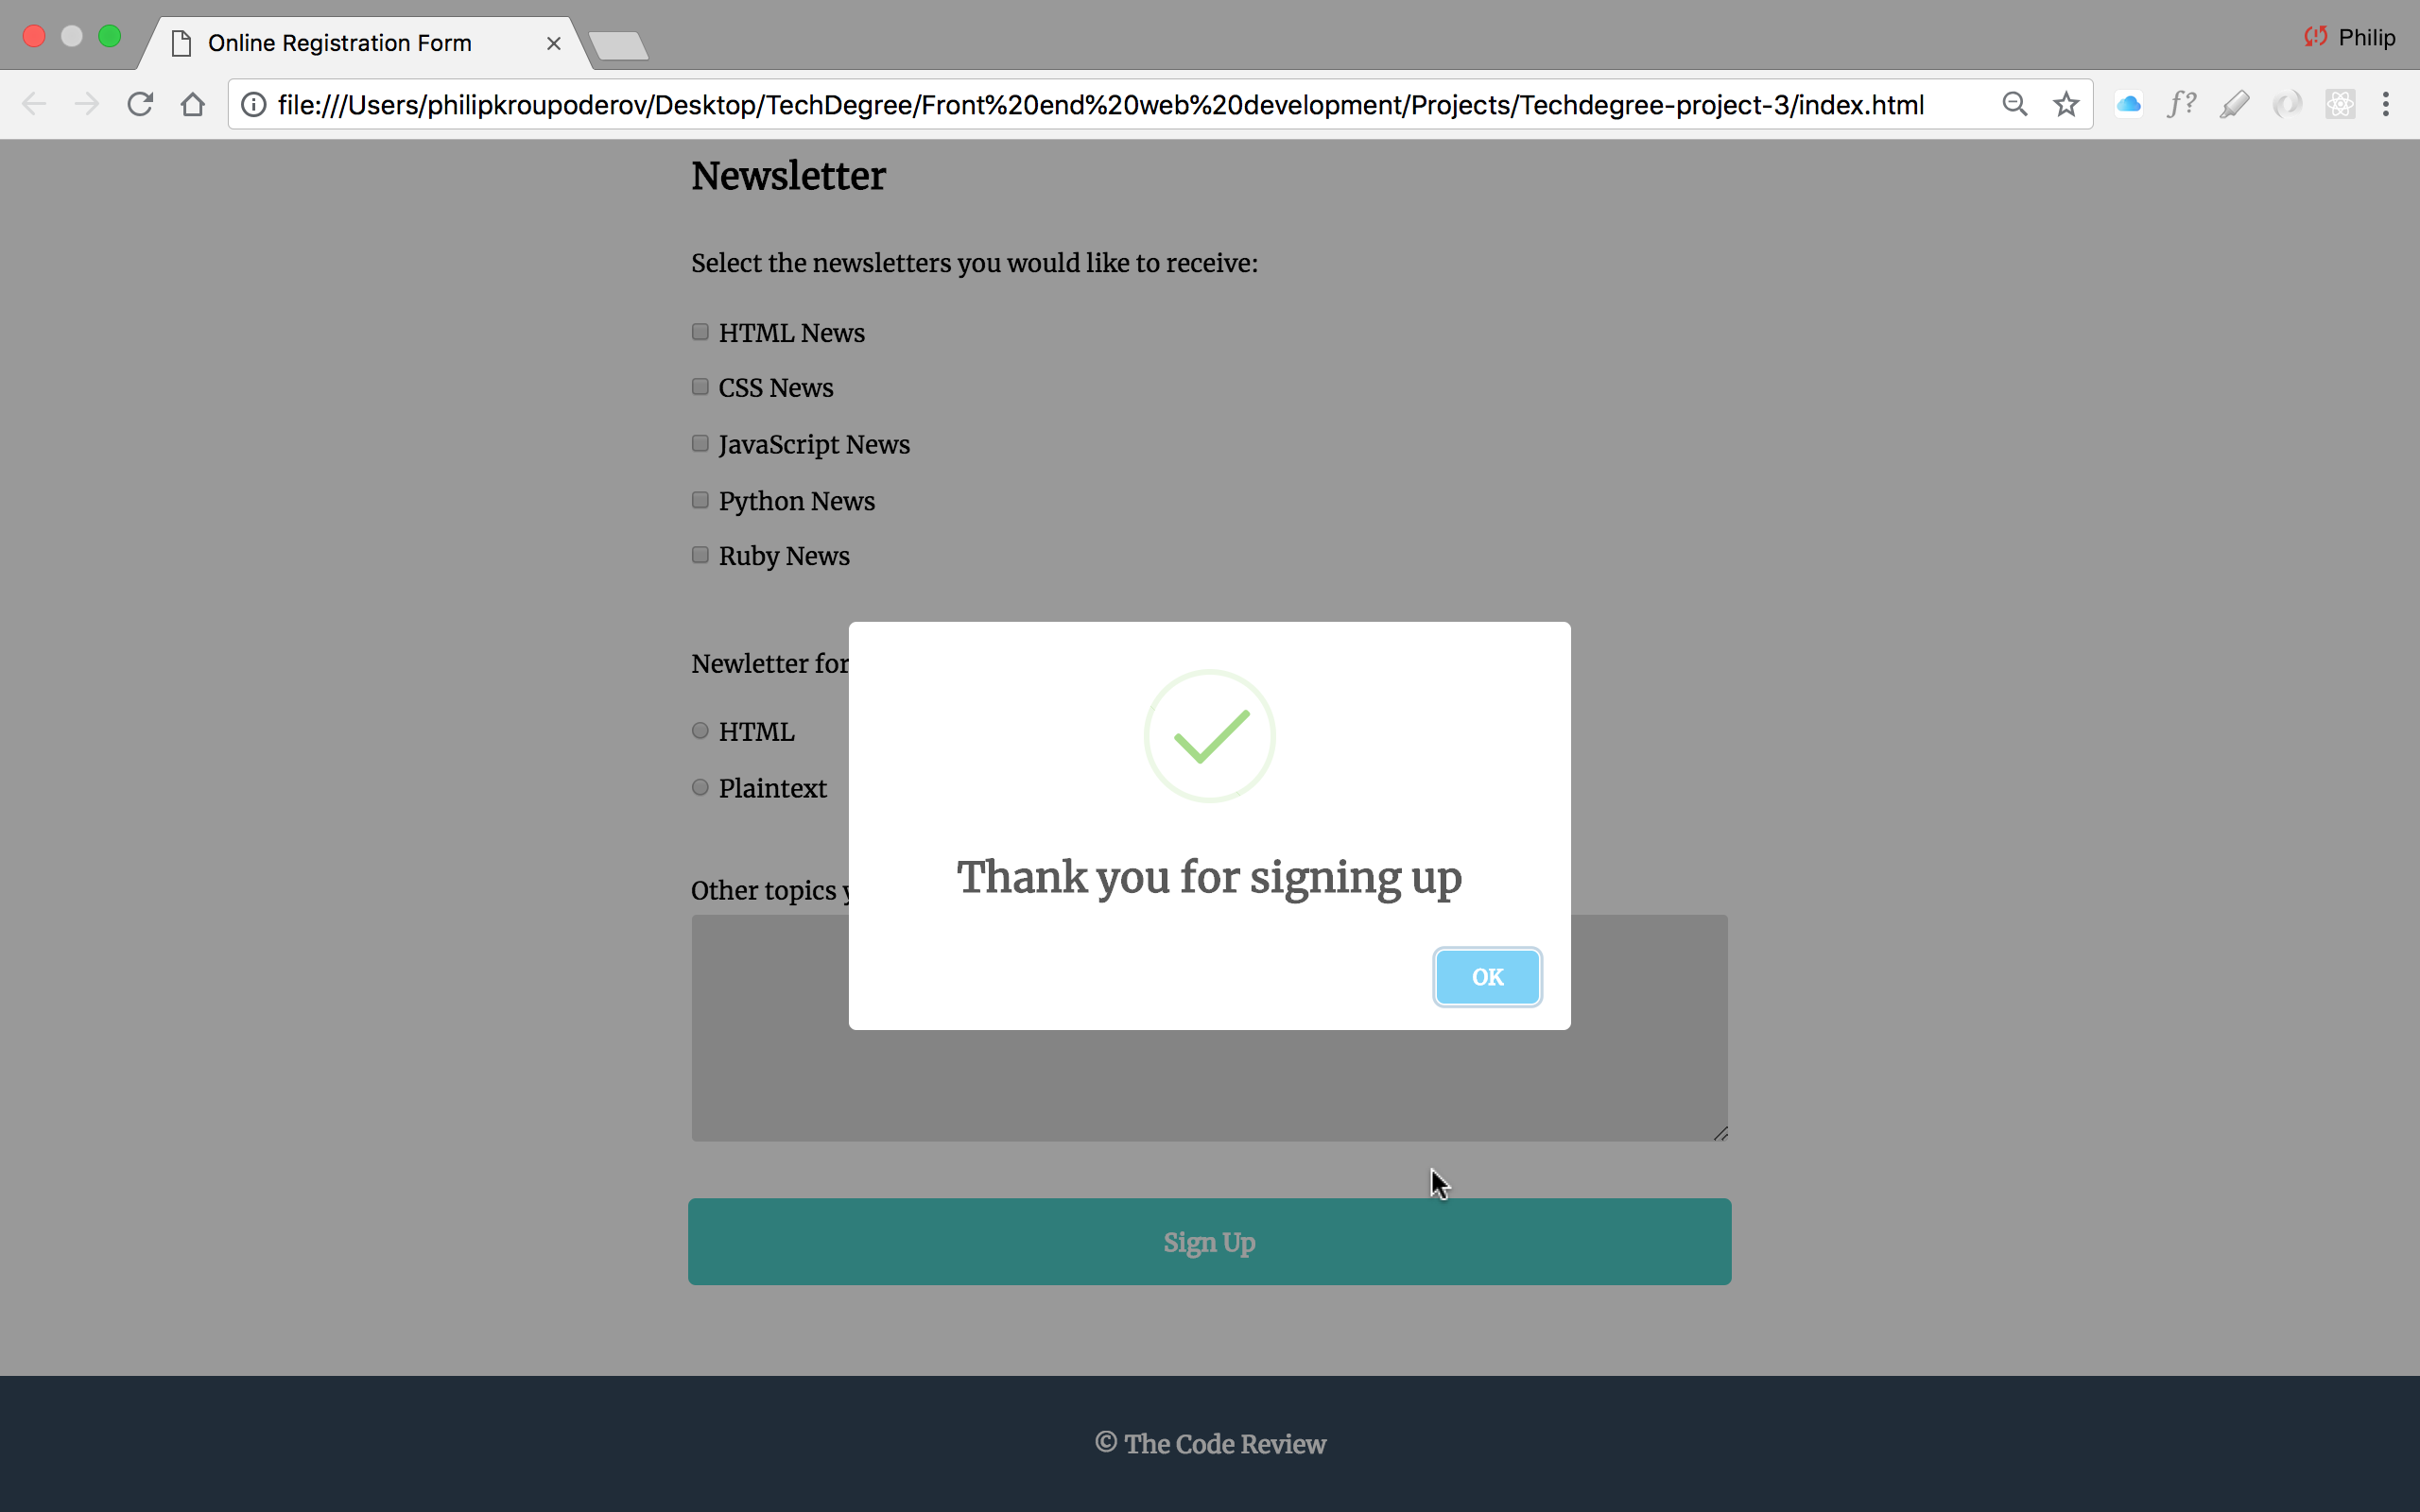 Online Registration Form
Philip
file:///Users/philipkroupoderov/Desktop/TechDegree/Front%20end%20web%20development/Projects/Techdegree-project-3/index.html
f?
Newsletter
Select the newsletters you would like to receive:
HTML News
CSS News
JavaScript News
Python News
Ruby News
Newletter for
HTML
Plaintext
Thank you for signing up
Other topics y
OK
Sign Up
© The Code Review